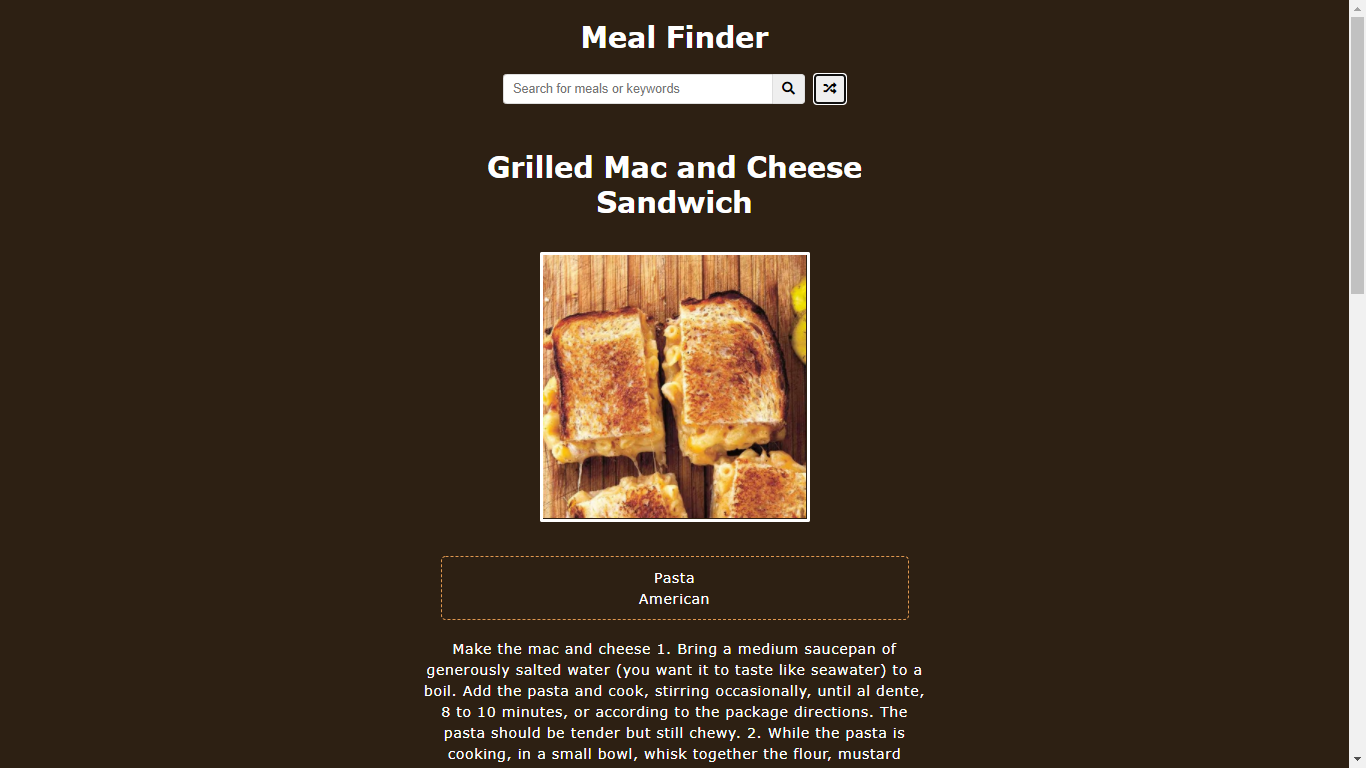 Meal Finder
Search for meals or keywords
Grilled Mac and Cheese
Sandwich
Pasta
American
Make the mac and cheese 1. Bring a medium saucepan of
generously salted water (you want it to taste like seawater) to a
boil. Add the pasta and cook, stirring occasionally, until al dente,
8 to 10 minutes, or according to the package directions. The
pasta should be tender but still chewy. 2. While the pasta is
cooking, in a small bowl, whisk together the flour, mustard